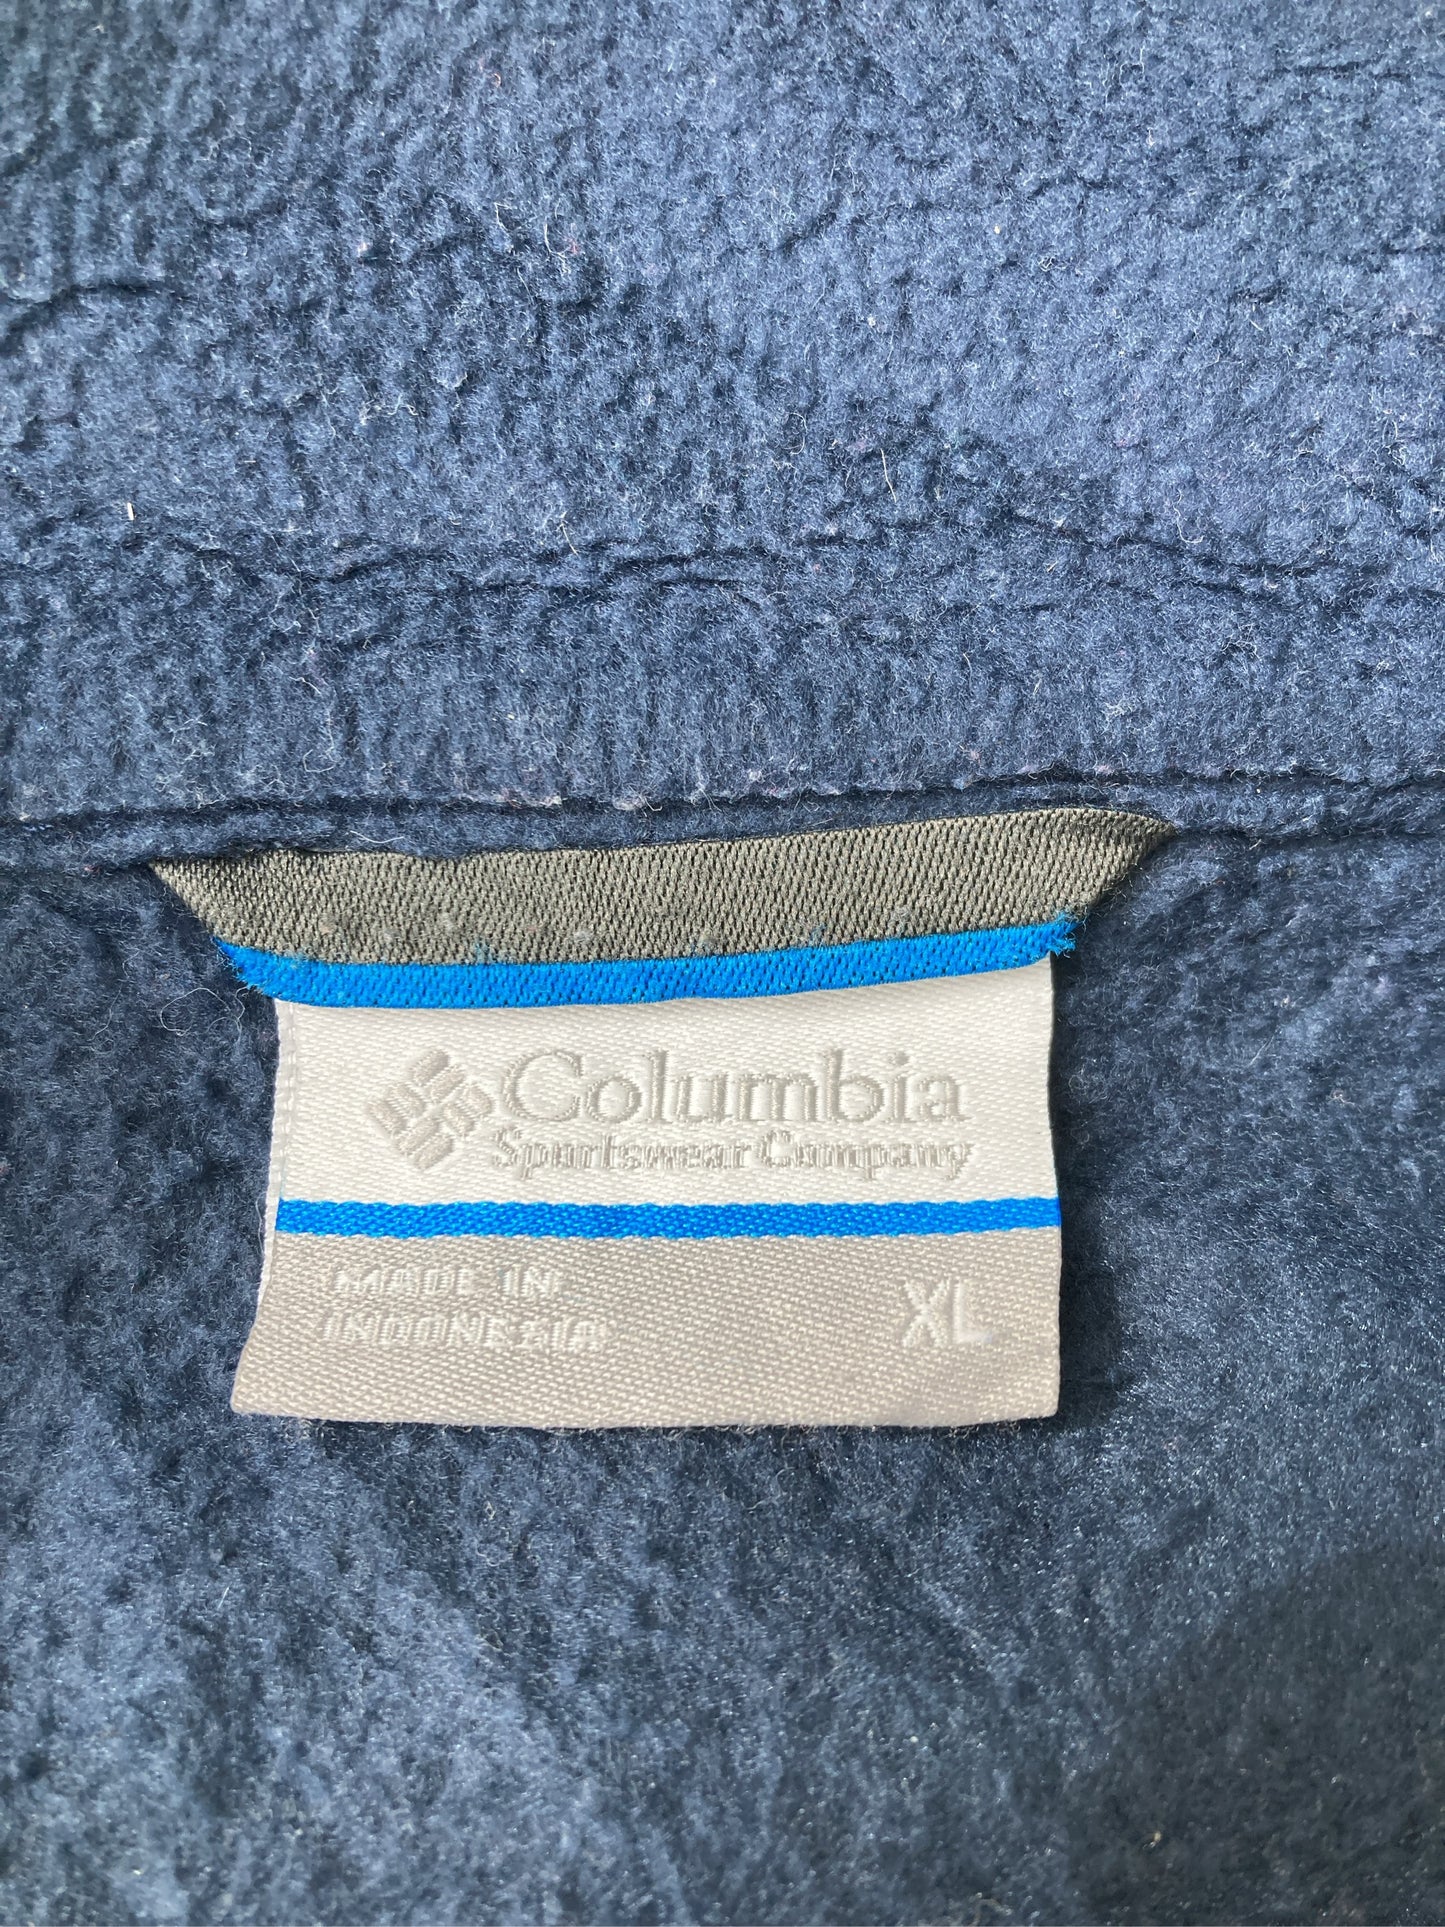 Columbia
Sportswear Company
MADE IN
INDONESIA
XL